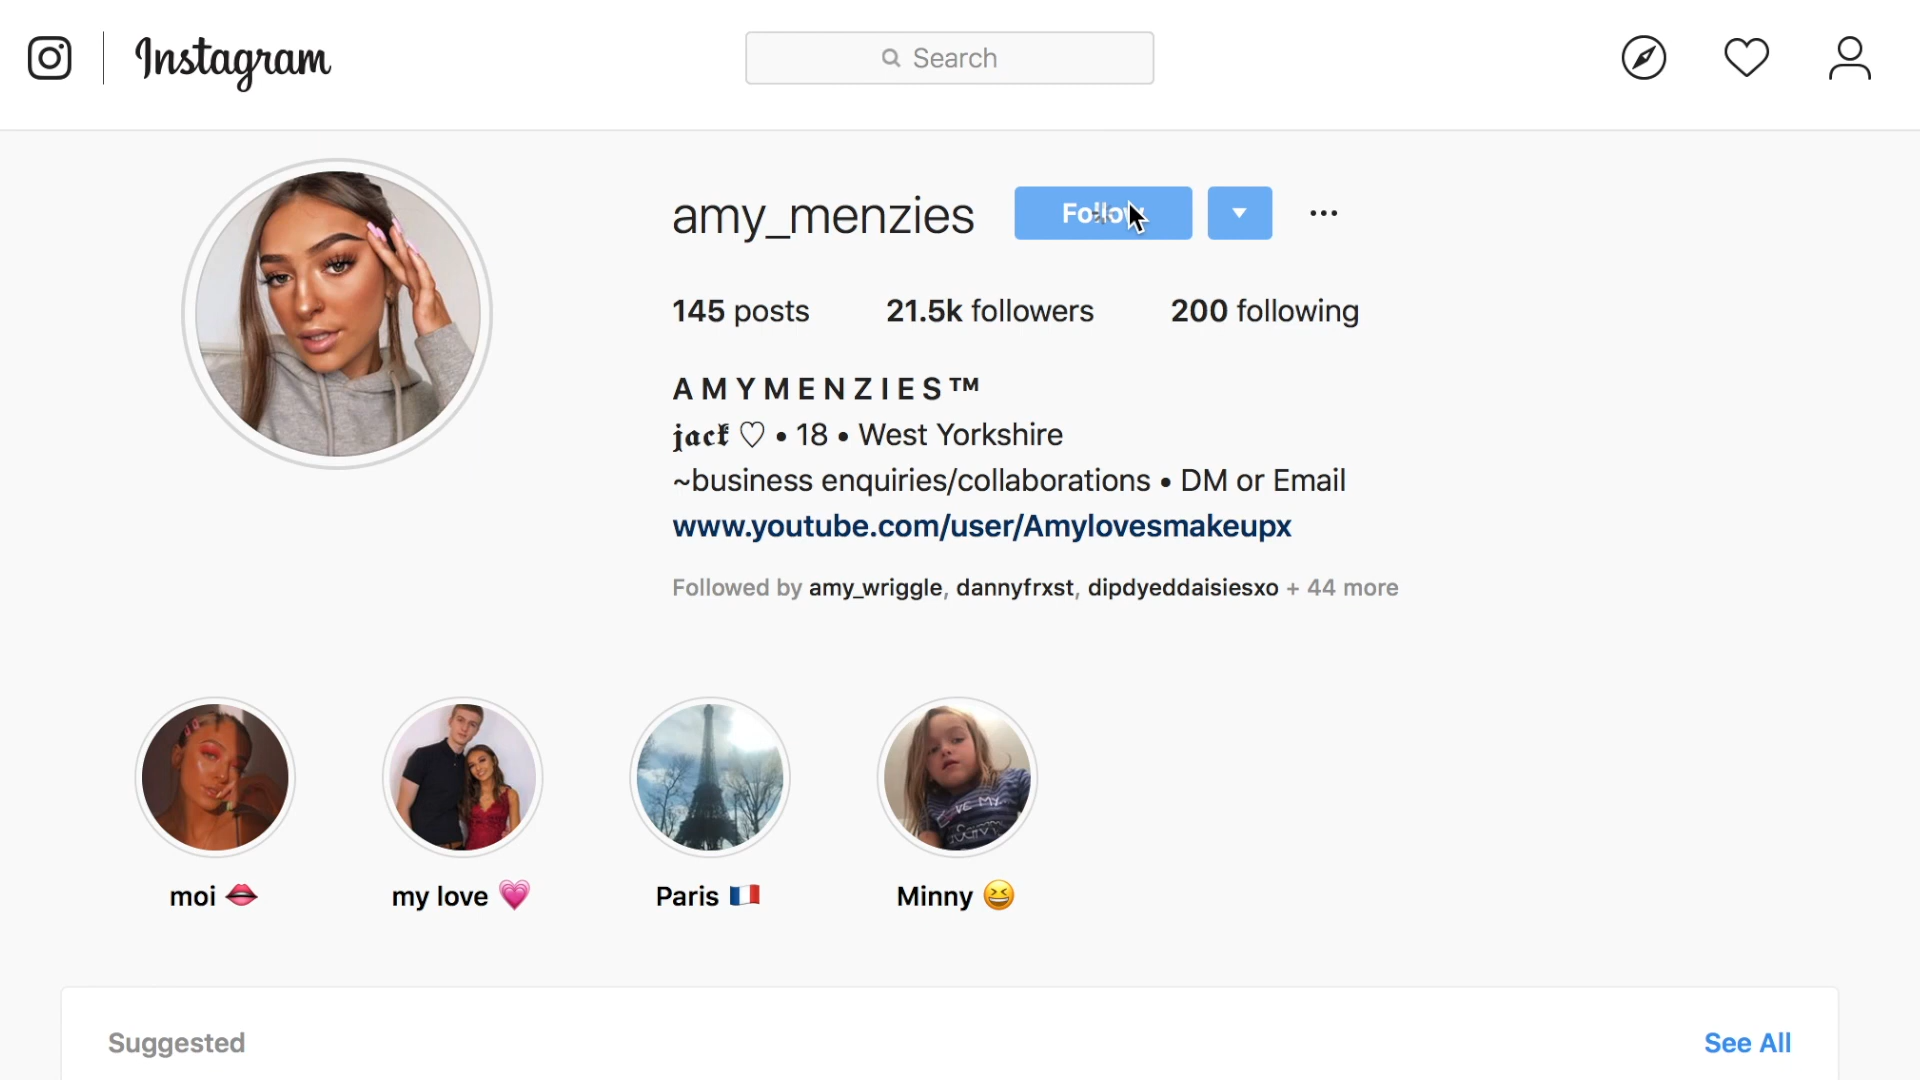 Instagram
Search
amy_menzies
Follow
145 posts 21.5k followers 200 following
A M Y M E N Z I E S ™
𝖏𝖆𝖈𝖐 ♡ • 18 • West Yorkshire
~business enquiries/collaborations • DM or Email
www.youtube.com/user/Amylovesmakeupx
Followed by amy_wriggle, dannyfrxst, dipdyeddaisiesxo + 44 more
moi 👄
my love 💗
Paris 🇫🇷
Minny 😆
Suggested
See All